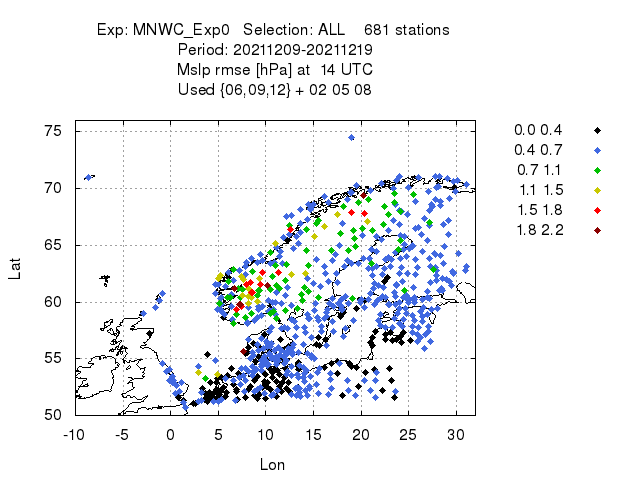 Exp: MNWC_Exp0 Selection: ALL 681 stations
Period: 20211209-20211219
Mslp rmse [hPa] at 14 UTC
Used {06,09,12} + 02 05 08
0.0 0.4
0.4 0.7
0.7 1.1
1.1 1.5
1.5 1.8
1.8 2.2
75
70
65
60
55
50
Lat
-10 -5 0 5 10 15 20 25 30
Lon